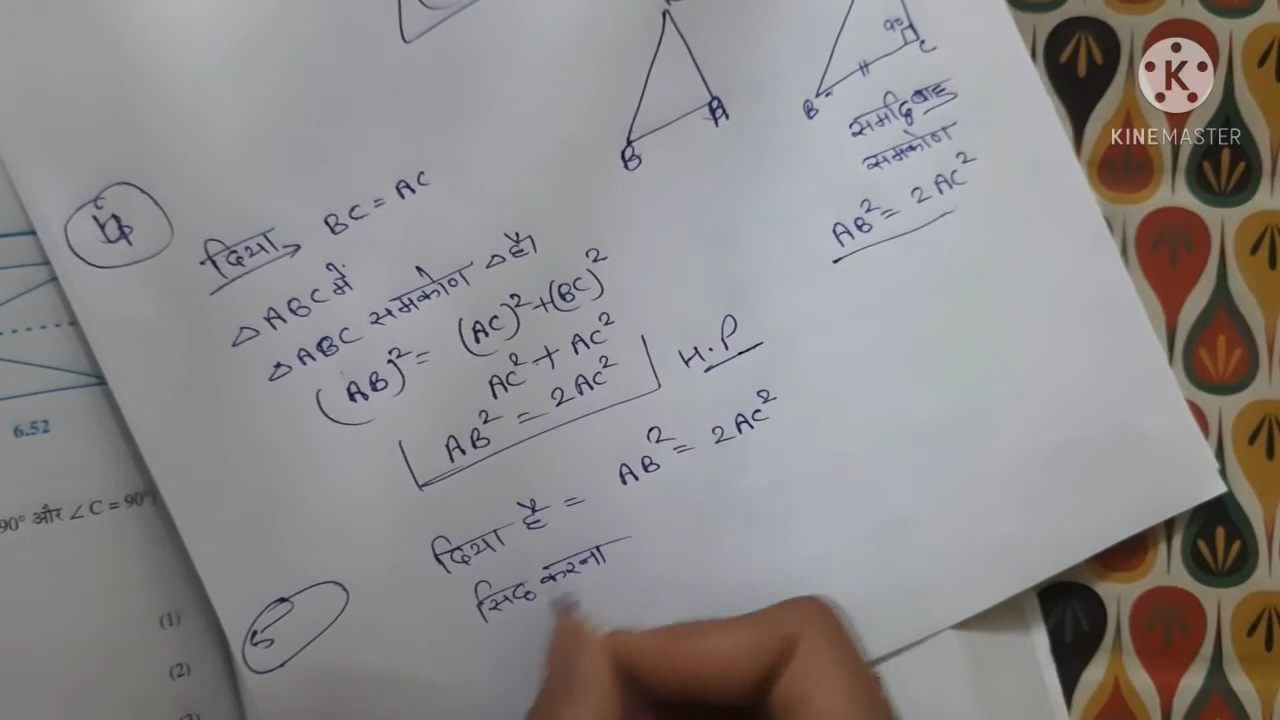 90
C
B
B
A
समद्विबाहु
समकोण
AB² = 2AC²
KINEMASTER
4
दिया → BC = AC
△ABC में
△ABC समकोण △ है।
(AB)² = (AC)² + (BC)²
AC² + AC²
AB² = 2AC²
H.P
5
दिया है = AB² = 2AC²
सिद्ध करना
6.52
90° और ∠C = 90°
(1)
(2)